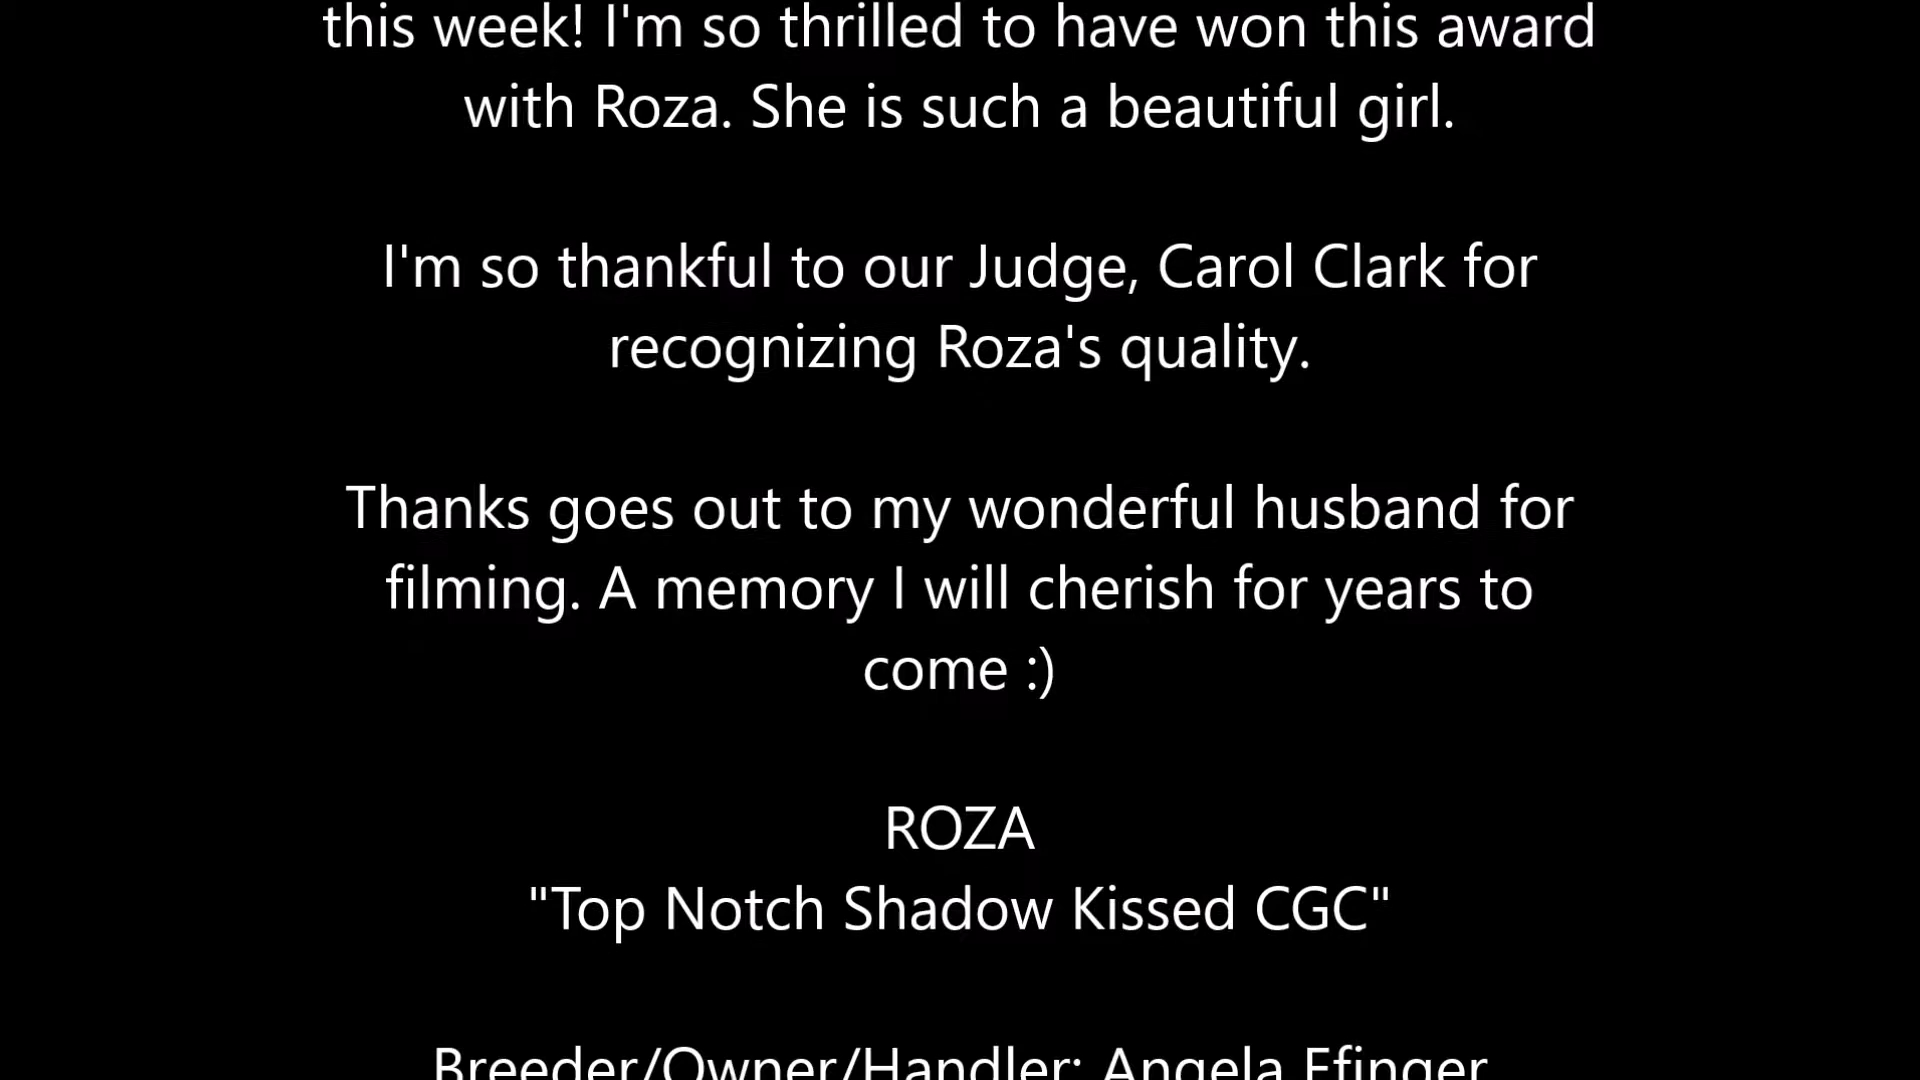 this week! I'm so thrilled to have won this award
with Roza. She is such a beautiful girl.
I'm so thankful to our Judge, Carol Clark for
recognizing Roza's quality.
Thanks goes out to my wonderful husband for
filming. A memory I will cherish for years to
come :)
ROZA
"Top Notch Shadow Kissed CGC"
Breeder/Owner/Handler: Angela Efinger